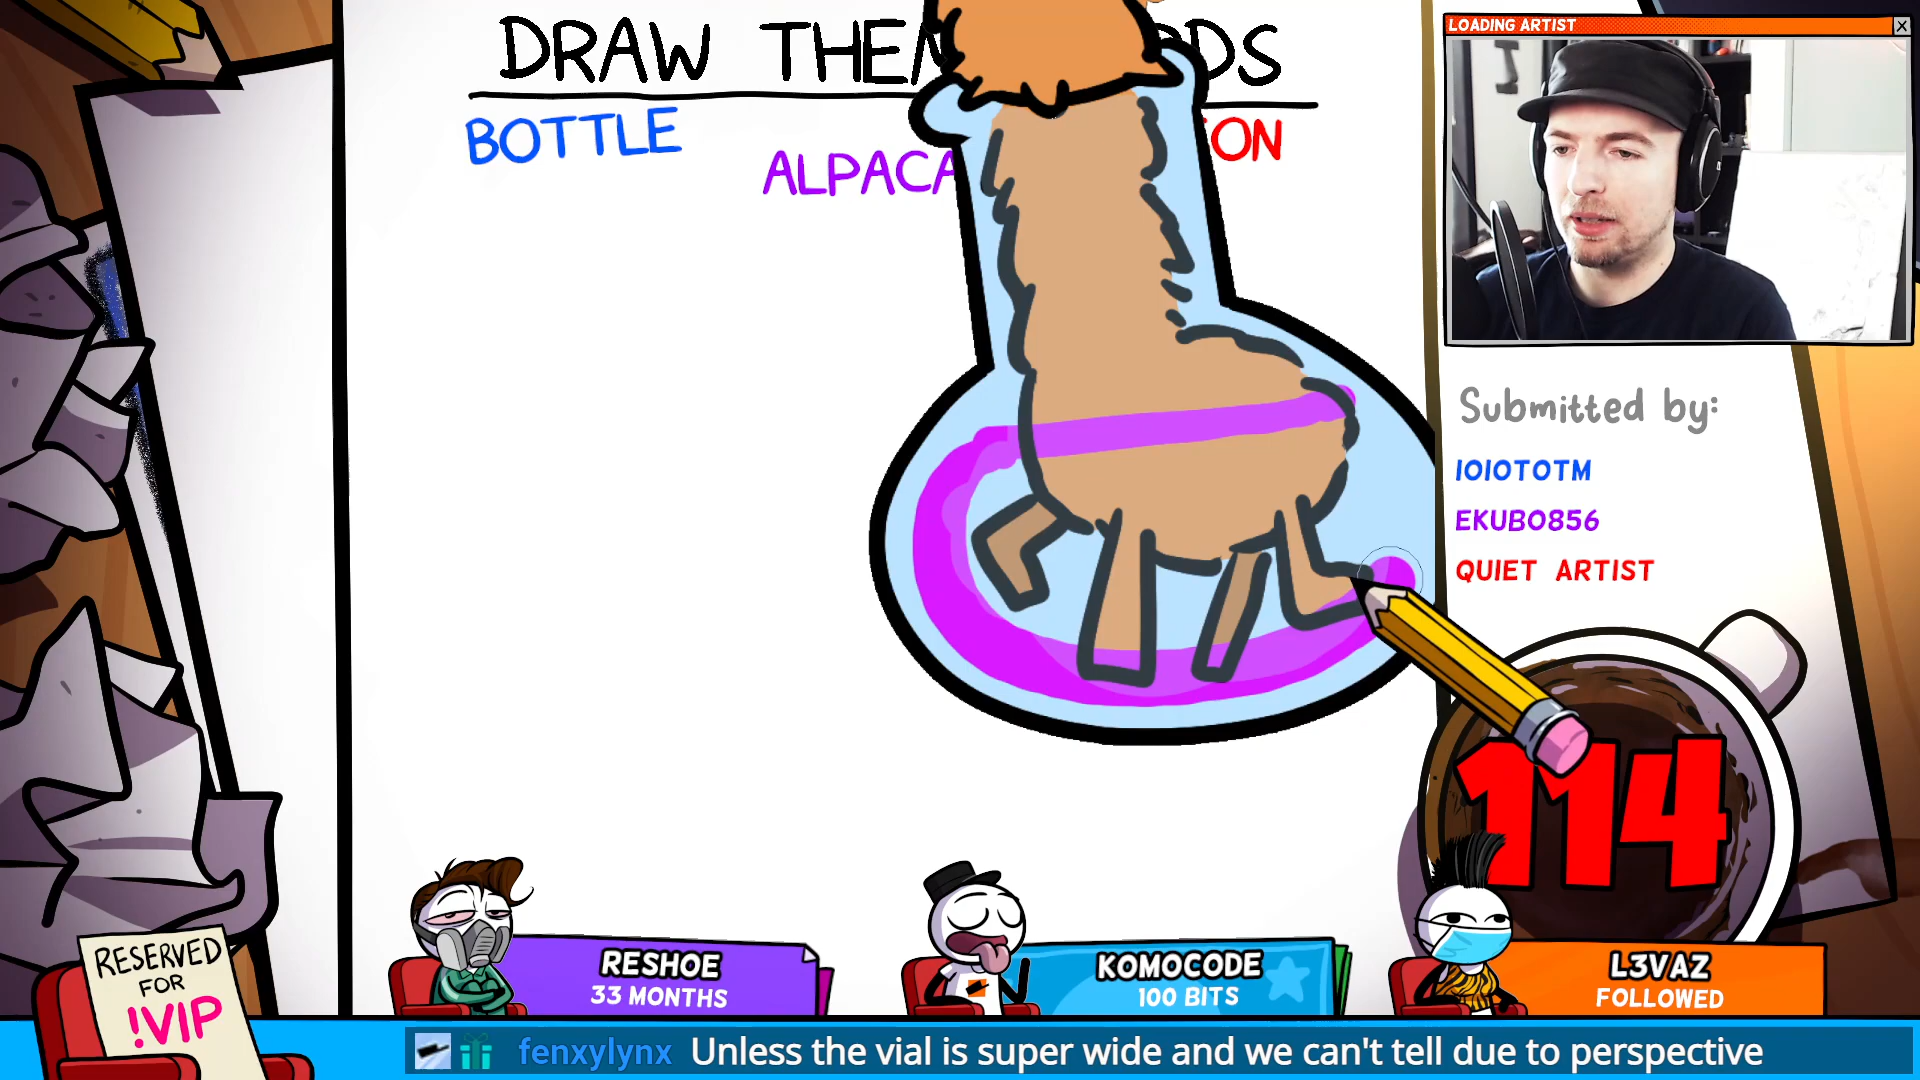 DRAW THE
DS
BOTTLE
ALPACA
ION
LOADING ARTIST
Submitted by:
IOIOTOTM
EKUBO856
QUIET ARTIST
114
RESERVED
FOR
!VIP
RESHOE
33 MONTHS
KOMOCODE
100 BITS
L3VAZ
FOLLOWED
fenxylynx Unless the vial is super wide and we can't tell due to perspective